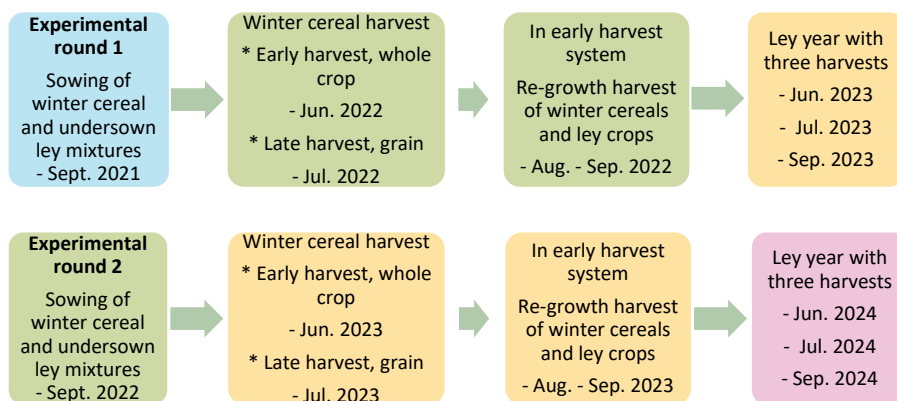 Experimental
round 1
Sowing of
winter cereal
and undersown
ley mixtures
- Sept. 2021
Winter cereal harvest
* Early harvest, whole
crop
- Jun. 2022
* Late harvest, grain
- Jul. 2022
In early harvest
system
Re-growth harvest
of winter cereals
and ley crops
- Aug. - Sep. 2022
Ley year with
three harvests
- Jun. 2023
- Jul. 2023
- Sep. 2023
Experimental
round 2
Sowing of
winter cereal
and undersown
ley mixtures
- Sept. 2022
Winter cereal harvest
* Early harvest, whole
crop
- Jun. 2023
* Late harvest, grain
- Jul. 2023
In early harvest
system
Re-growth harvest
of winter cereals
and ley crops
- Aug. - Sep. 2023
Ley year with
three harvests
- Jun. 2024
- Jul. 2024
- Sep. 2024